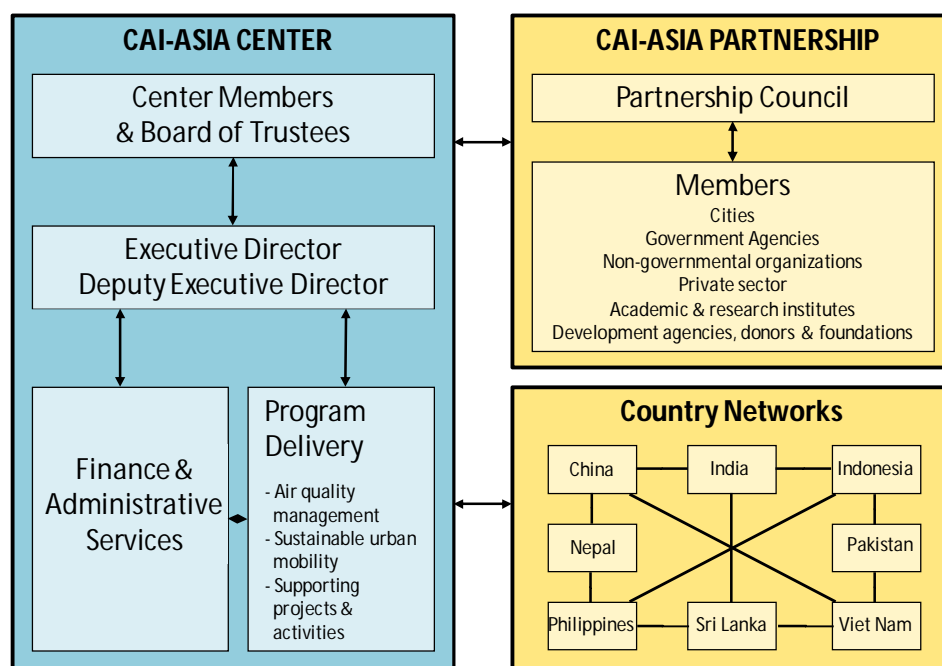 CAI-ASIA CENTER
Center Members
& Board of Trustees
Executive Director
Deputy Executive Director
Finance &
Administrative
Services
Program
Delivery
- Air quality
management
- Sustainable urban
mobility
- Supporting
projects &
activities
CAI-ASIA PARTNERSHIP
Partnership Council
Members
Cities
Government Agencies
Non-governmental organizations
Private sector
Academic & research institutes
Development agencies, donors & foundations
Country Networks
China
India
Indonesia
Nepal
Pakistan
Philippines
Sri Lanka
Viet Nam